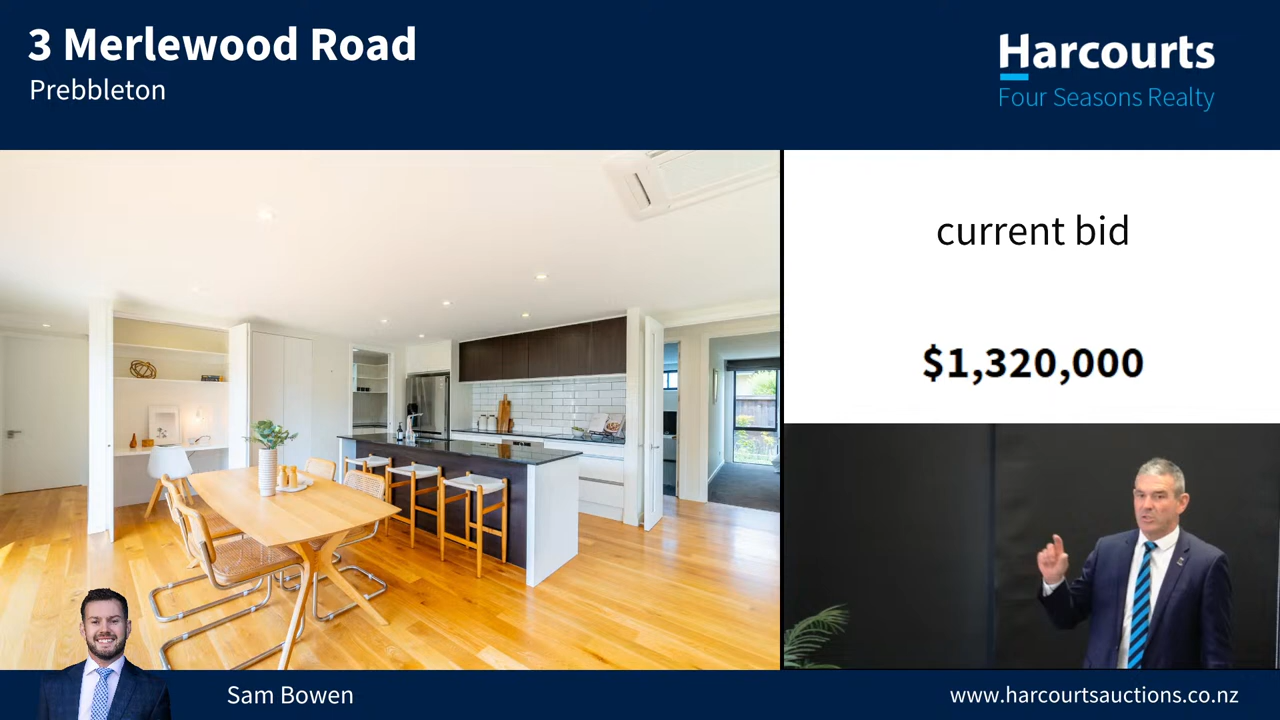 3 Merlewood Road
Prebbleton
Harcourts
Four Seasons Realty
current bid
$1,320,000
Sam Bowen
www.harcourtsauctions.co.nz